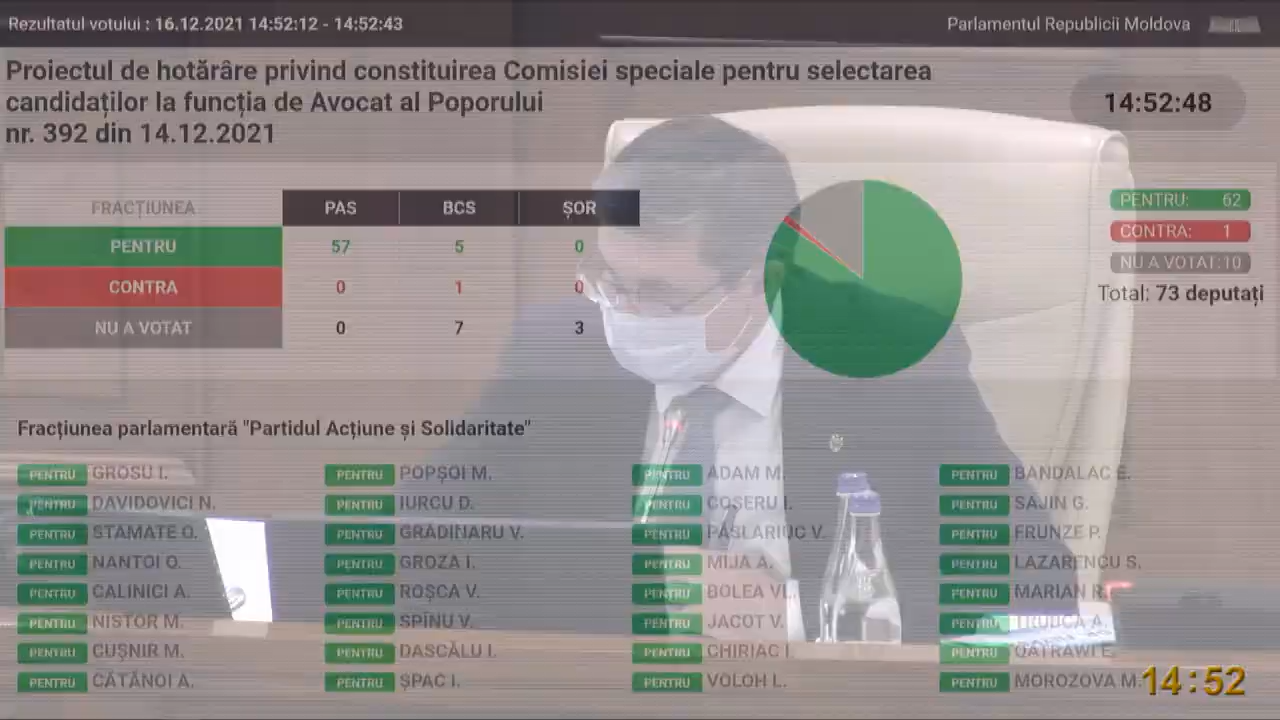 Rezultatul votului : 16.12.2021 14:52:12 - 14:52:43
Parlamentul Republicii Moldova
Proiectul de hotărâre privind constituirea Comisiei speciale pentru selectarea
candidaților la funcția de Avocat al Poporului
nr. 392 din 14.12.2021
14:52:48
FRACȚIUNEA PAS BCS ȘOR
PENTRU 57 5 0
CONTRA 0 1 0
NU A VOTAT 0 7 3
PENTRU: 62
CONTRA: 1
NU A VOTAT: 10
Total: 73 deputați
Fracțiunea parlamentară "Partidul Acțiune și Solidaritate"
PENTRU GROSU I. PENTRU POPȘOI M. PENTRU ADAM M. PENTRU BANDALAC E.
PENTRU DAVIDOVICI N. PENTRU IURCU D. PENTRU COȘERU I. PENTRU SAJIN G.
PENTRU STAMATE O. PENTRU GRĂDINARU V. PENTRU PÂSLARIUC V. PENTRU FRUNZE P.
PENTRU NANTOI O. PENTRU GROZA I. PENTRU MIJA A. PENTRU LAZARENCU S.
PENTRU CALINICI A. PENTRU ROȘCA V. PENTRU BOLEA VL. PENTRU MARIAN R.
PENTRU NISTOR M. PENTRU SPÎNU V. PENTRU JACOT V. PENTRU
PENTRU CUȘNIR M. PENTRU DASCĂLU I. PENTRU CHIRIAC I. PENTRU QATRAWI E.
PENTRU CĂTĂNOI A. PENTRU ȘPAC I. PENTRU VOLOH L. PENTRU MOROZOVA M.
14:52